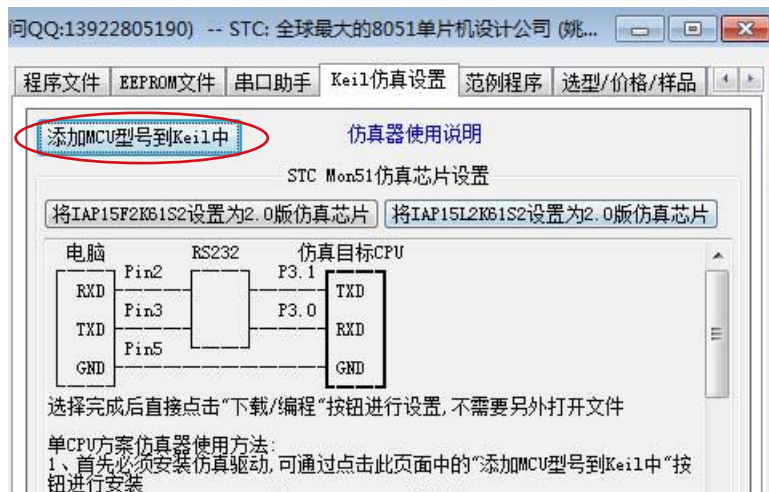 问QQ:13922805190) -- STC: 全球最大的8051单片机设计公司 (姚...
程序文件 EEPROM文件 串口助手 Keil仿真设置 范例程序 选型/价格/样品
添加MCU型号到Keil中 仿真器使用说明
STC Mon51仿真芯片设置
将IAP15F2K61S2设置为2.0版仿真芯片 将IAP15L2K61S2设置为2.0版仿真芯片
电脑 RS232 仿真目标CPU
Pin2 P3.1
RXD TXD
Pin3 P3.0
TXD RXD
Pin5
GND GND
选择完成后直接点击“下载/编程”按钮进行设置,不需要另外打开文件
单CPU方案仿真器使用方法:
1、首先必须安装仿真驱动,可通过点击此页面中的“添加MCU型号到Keil中”按
钮进行安装